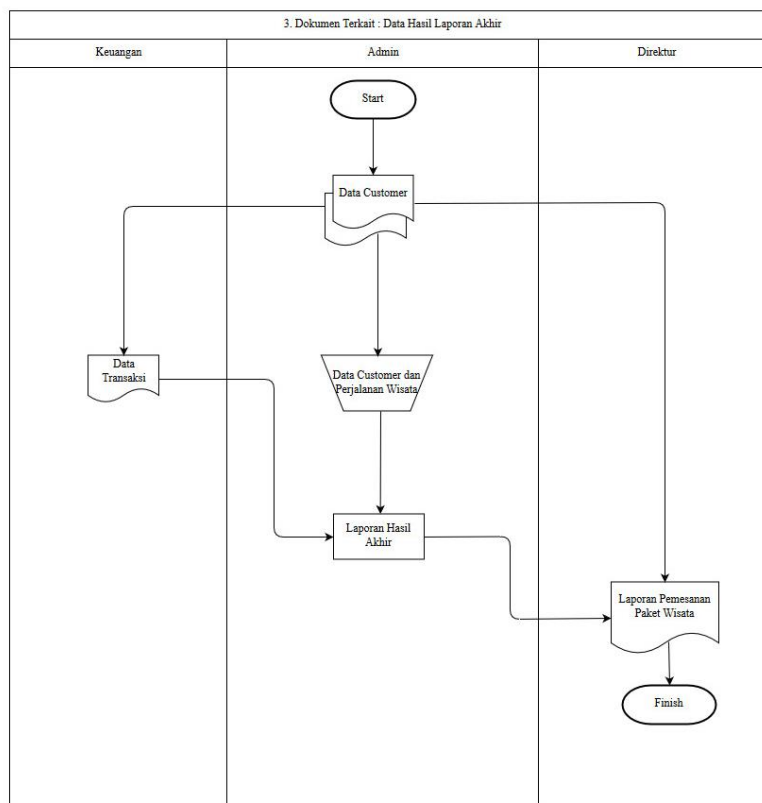 3. Dokumen Terkait : Data Hasil Laporan Akhir
Keuangan
Admin
Direktur
Start
Data Customer
Data
Transaksi
Data Customer dan
Perjalanan Wisata
Laporan Hasil
Akhir
Laporan Pemesanan
Paket Wisata
Finish